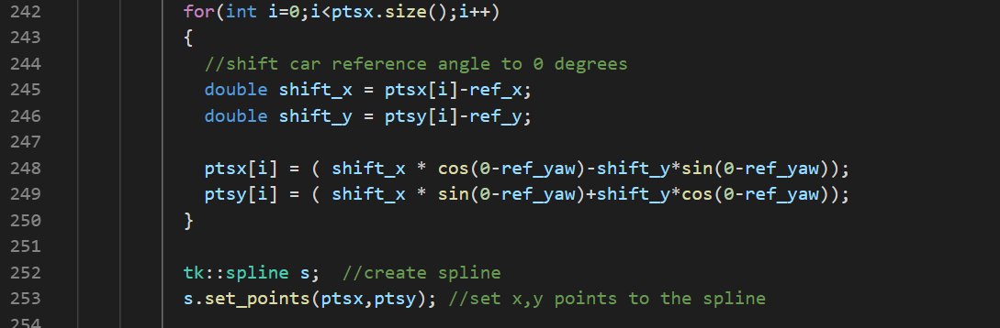 242 for(int i=0;i<ptsx.size();i++)
243 {
244 //shift car reference angle to 0 degrees
245 double shift_x = ptsx[i]-ref_x;
246 double shift_y = ptsy[i]-ref_y;
247
248 ptsx[i] = ( shift_x * cos(0-ref_yaw)-shift_y*sin(0-ref_yaw));
249 ptsy[i] = ( shift_x * sin(0-ref_yaw)+shift_y*cos(0-ref_yaw));
250 }
251
252 tk::spline s;  //create spline
253 s.set_points(ptsx,ptsy); //set x,y points to the spline
254